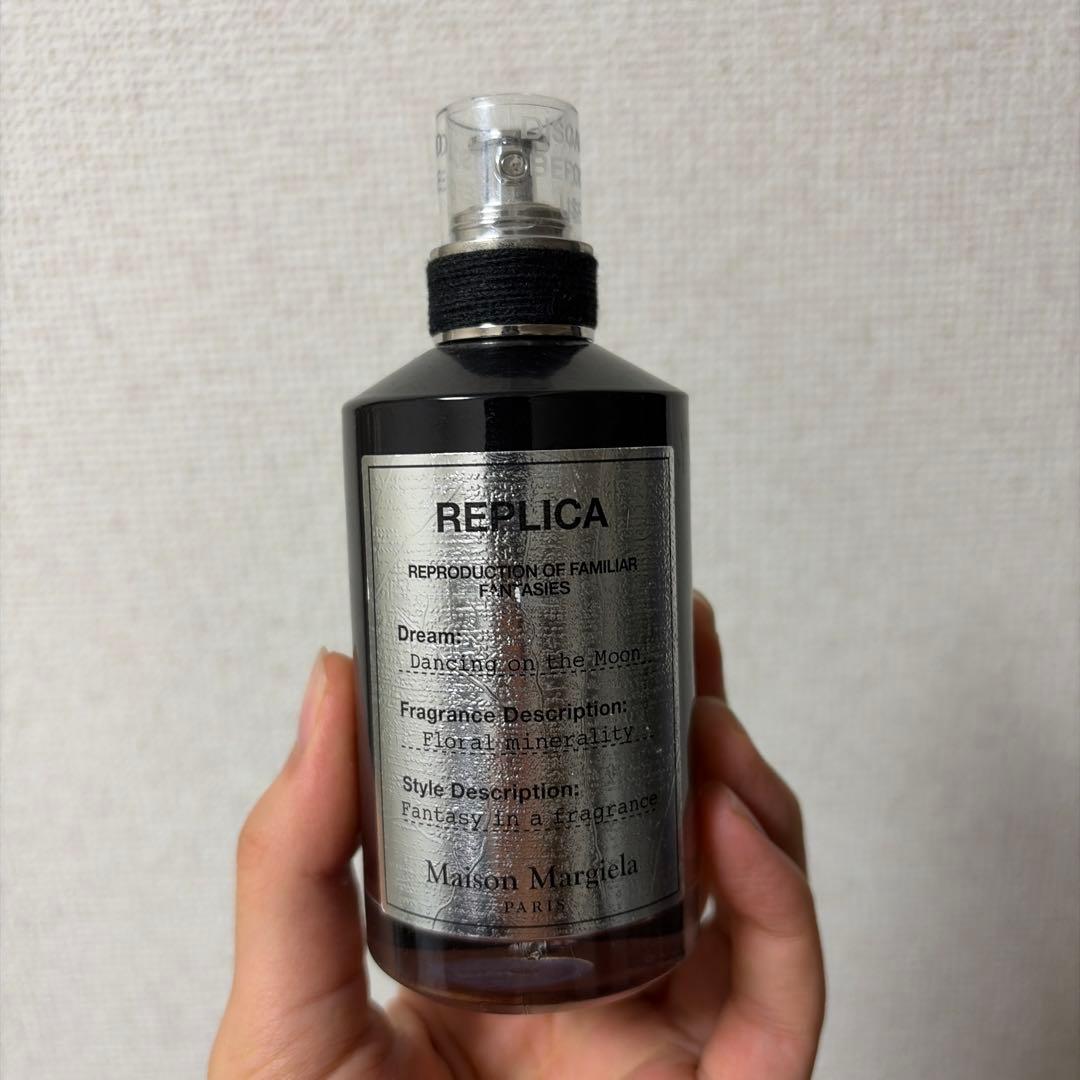 REPLICA
REPRODUCTION OF FAMILIAR
FANTASIES
Dream:
Dancing on the Moon
Fragrance Description:
Floral minerality
Style Description:
Fantasy in a fragrance
Maison Margiela
PARIS